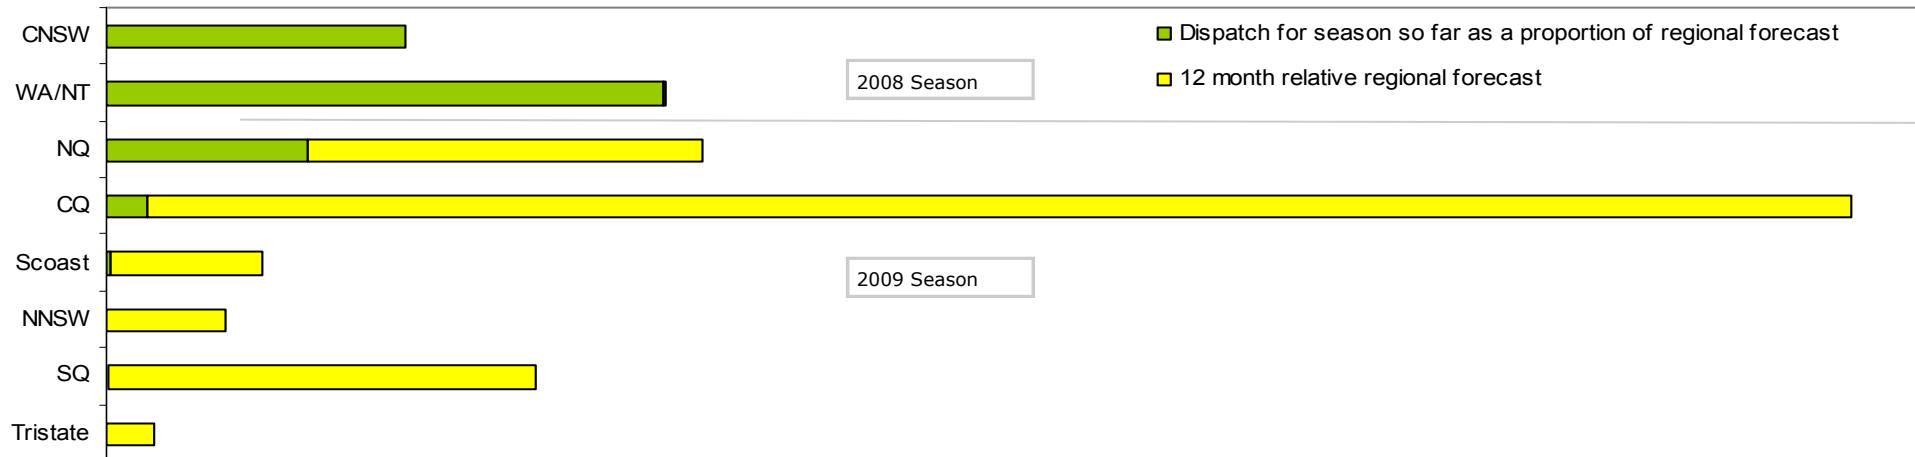 CNSW
Dispatch for season so far as a proportion of regional forecast
WA/NT
2008 Season
12 month relative regional forecast
NQ
CQ
Scoast
2009 Season
NNSW
SQ
Tristate